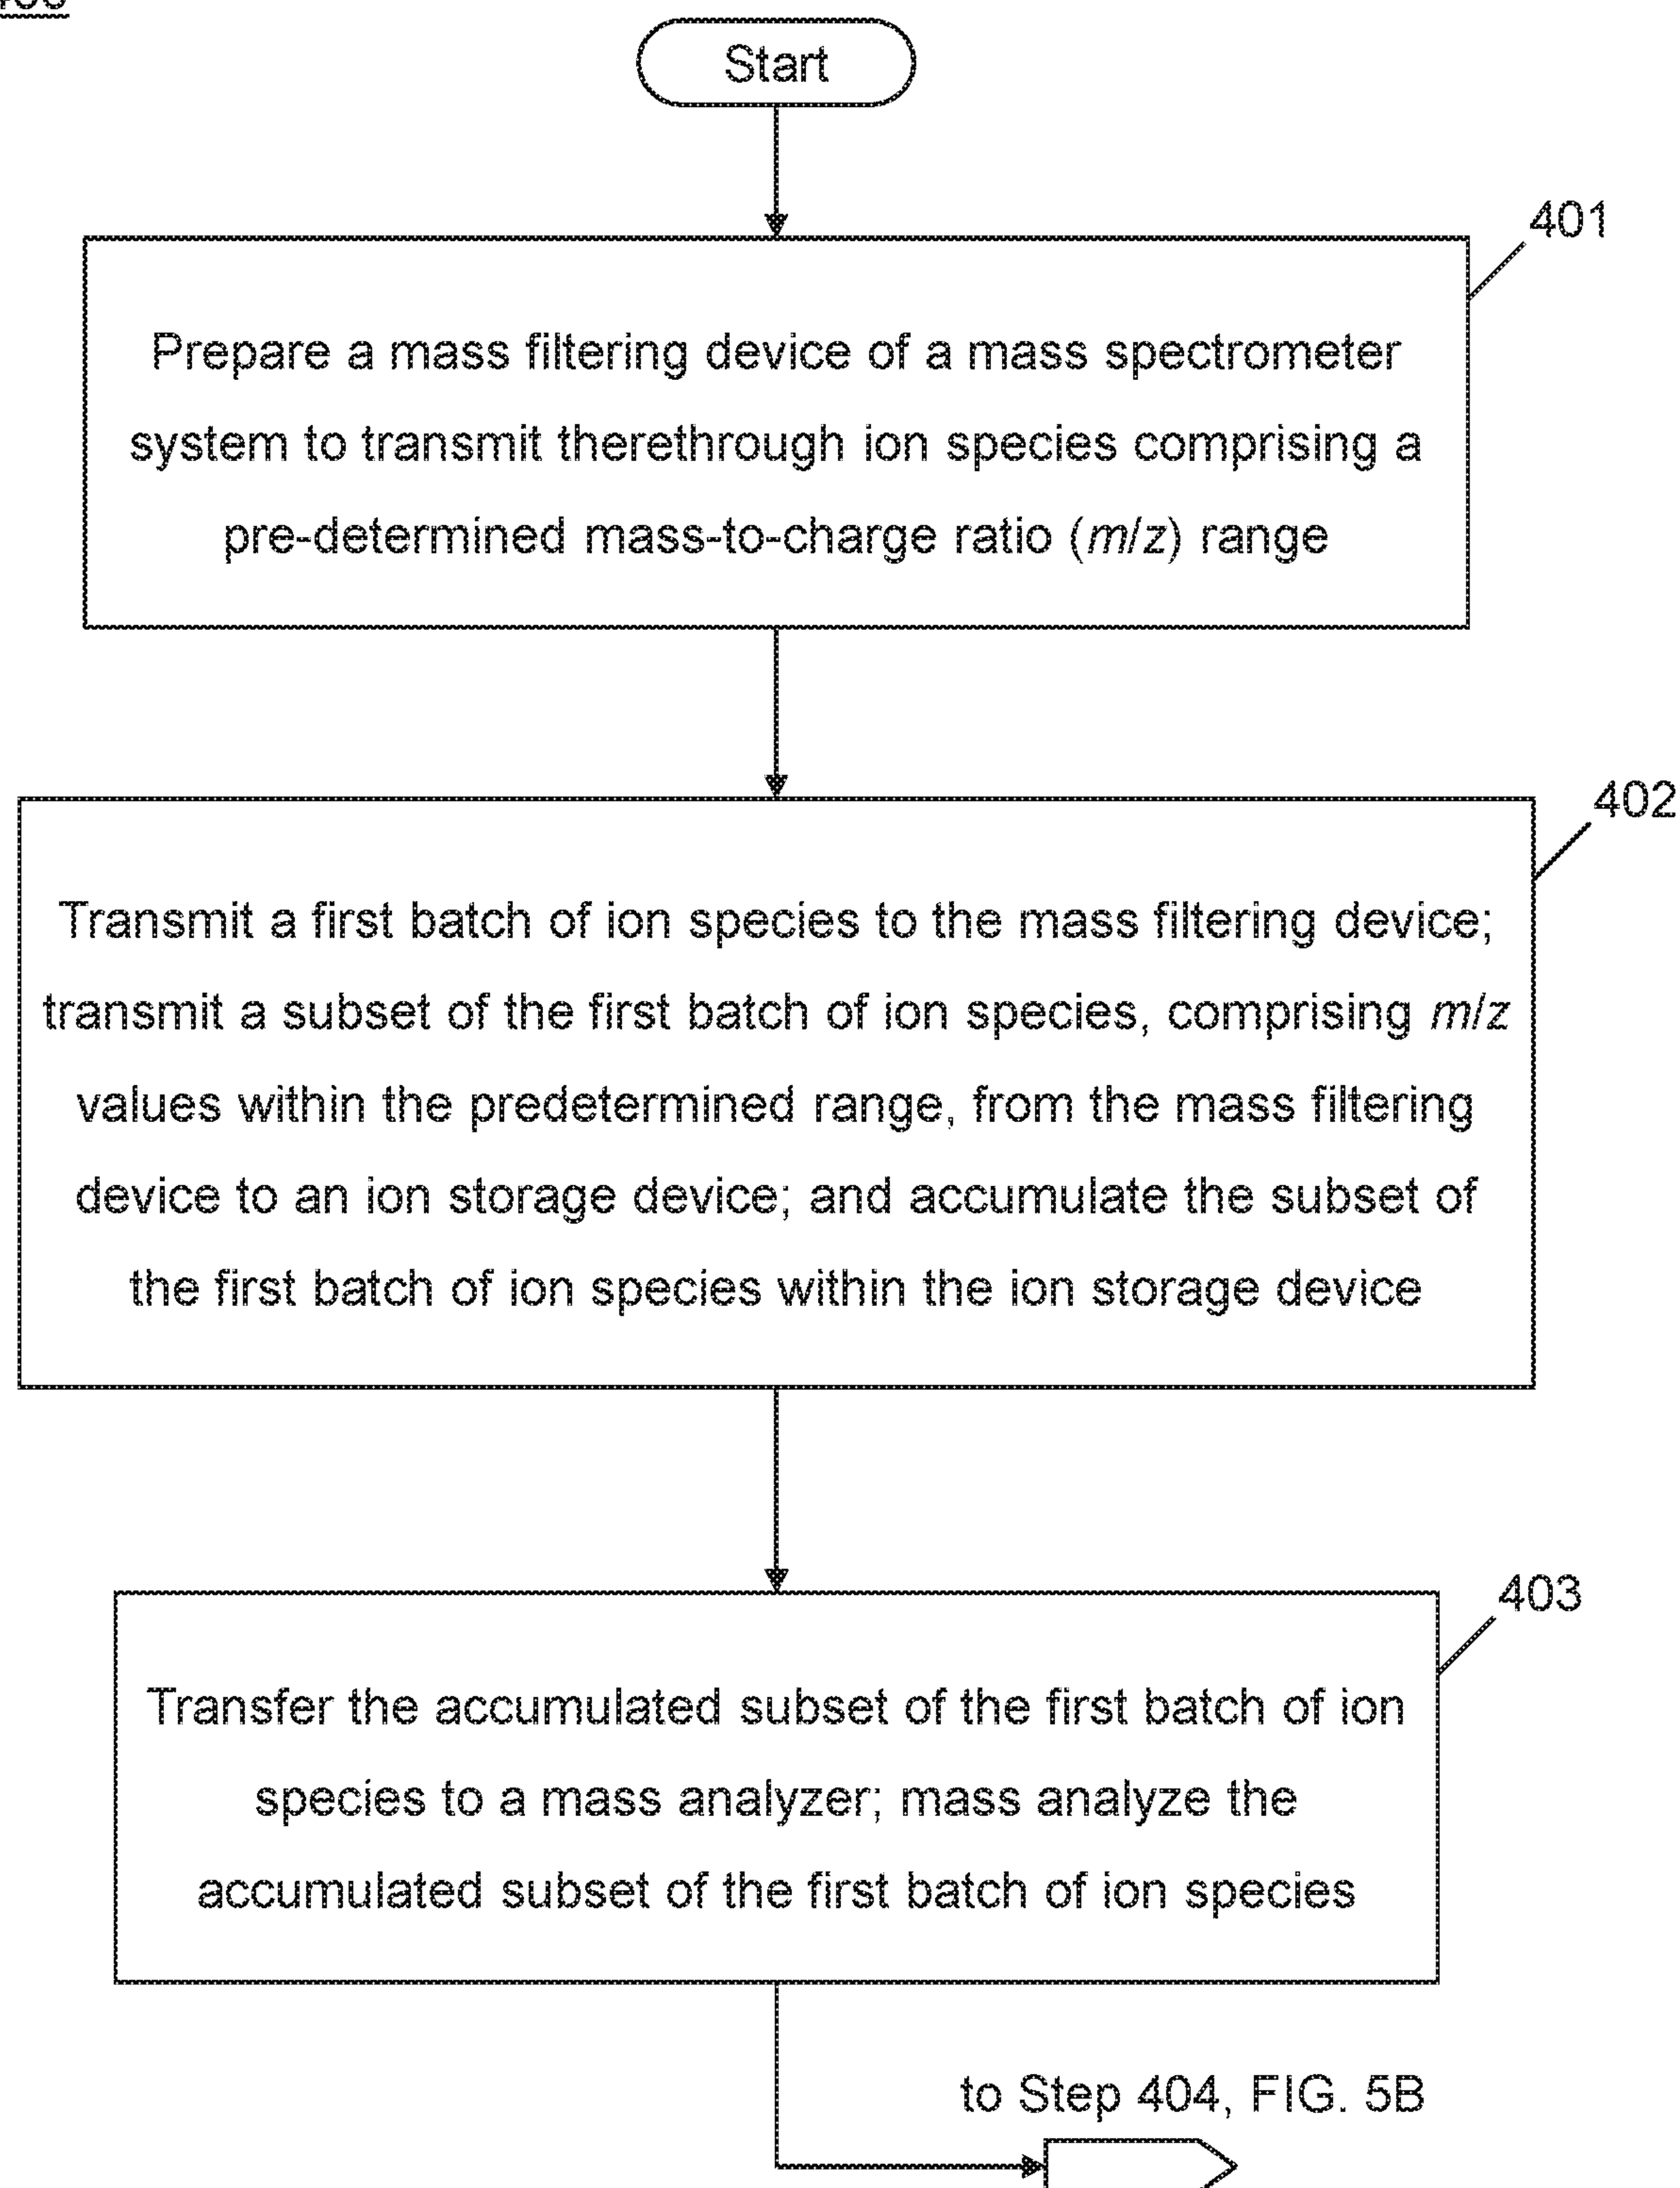 Start
401
Prepare a mass filtering device of a mass spectrometer
system to transmit therethrough ion species comprising a
pre-determined mass-to-charge ratio (m/z) range
402
Transmit a first batch of ion species to the mass filtering device;
transmit a subset of the first batch of ion species, comprising m/z
values within the predetermined range, from the mass filtering
device to an ion storage device; and accumulate the subset of
the first batch of ion species within the ion storage device
403
Transfer the accumulated subset of the first batch of ion
species to a mass analyzer; mass analyze the
accumulated subset of the first batch of ion species
to Step 404, FIG. 5B